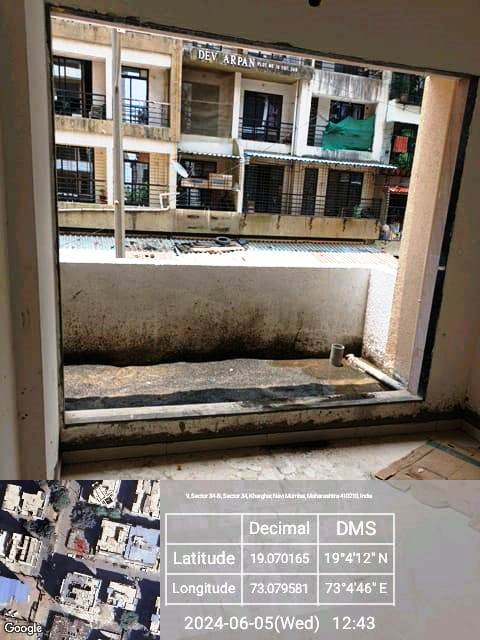 DEV ARPAN
9, Sector 34-B, Sector 34, Kharghar, Navi Mumbai, Maharashtra 410210, India
Decimal DMS
Latitude 19.070165 19°4'12" N
Longitude 73.079581 73°4'46" E
2024-06-05(Wed) 12:43
Google